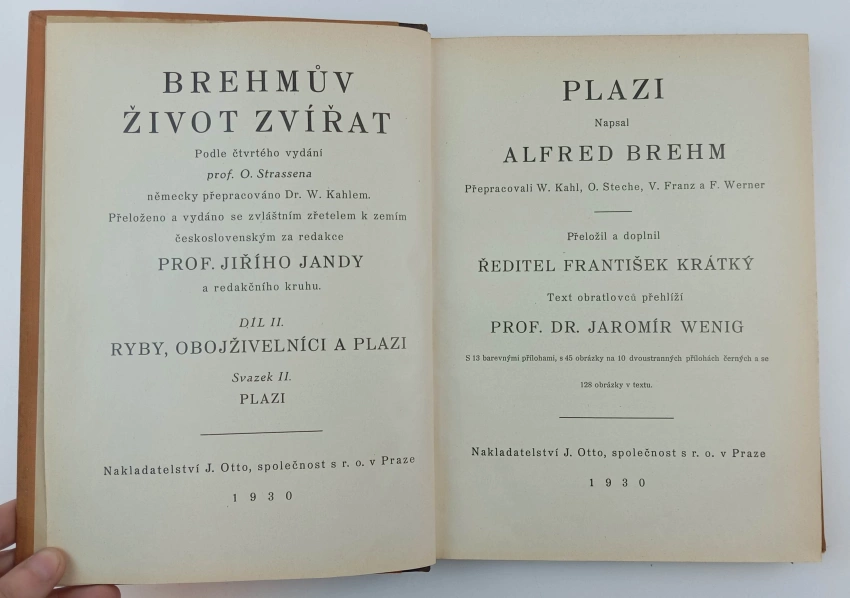 BREHMŮV
ŽIVOT ZVÍŘAT
Podle čtvrtého vydání
prof. O. Strassena
německy přepracováno Dr. W. Kahlem.
Přeloženo a vydáno se zvláštním zřetelem k zemím
československým za redakce
PROF. JIŘÍHO JANDY
a redakčního kruhu.
DÍL II.
RYBY, OBOJŽIVELNÍCI A PLAZI
Svazek II.
PLAZI
Nakladatelství J. Otto, společnost s r. o. v Praze
1930
PLAZI
Napsal
ALFRED BREHM
Přepracovali W. Kahl, O. Steche, V. Franz a F. Werner
Přeložil a doplnil
ŘEDITEL FRANTIŠEK KRÁTKÝ
Text obratlovců přehlíží
PROF. DR. JAROMÍR WENIG
S 13 barevnými přílohami, s 45 obrázky na 10 dvoustranných přílohách černých a se
128 obrázky v textu.
Nakladatelství J. Otto, společnost s r. o. v Praze
1930